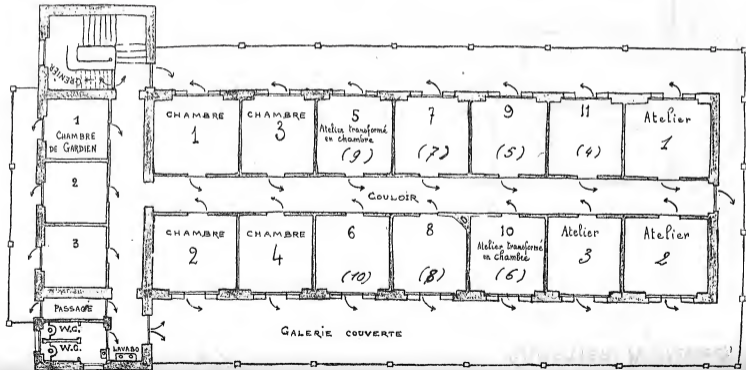 GRENIER
1
CHAMBRE
DE GARDIEN
2
3
PASSAGE
W.C.
W.C.
LAVABO
CHAMBRE
1
CHAMBRE
3
5
Atelier transformé
en chambre
(9)
7
(7)
9
(5)
11
(4)
Atelier
1
COULOIR
CHAMBRE
2
CHAMBRE
4
6
(10)
8
(8)
10
Atelier transformé
en chambre
(6)
Atelier
3
Atelier
2
GALERIE COUVERTE